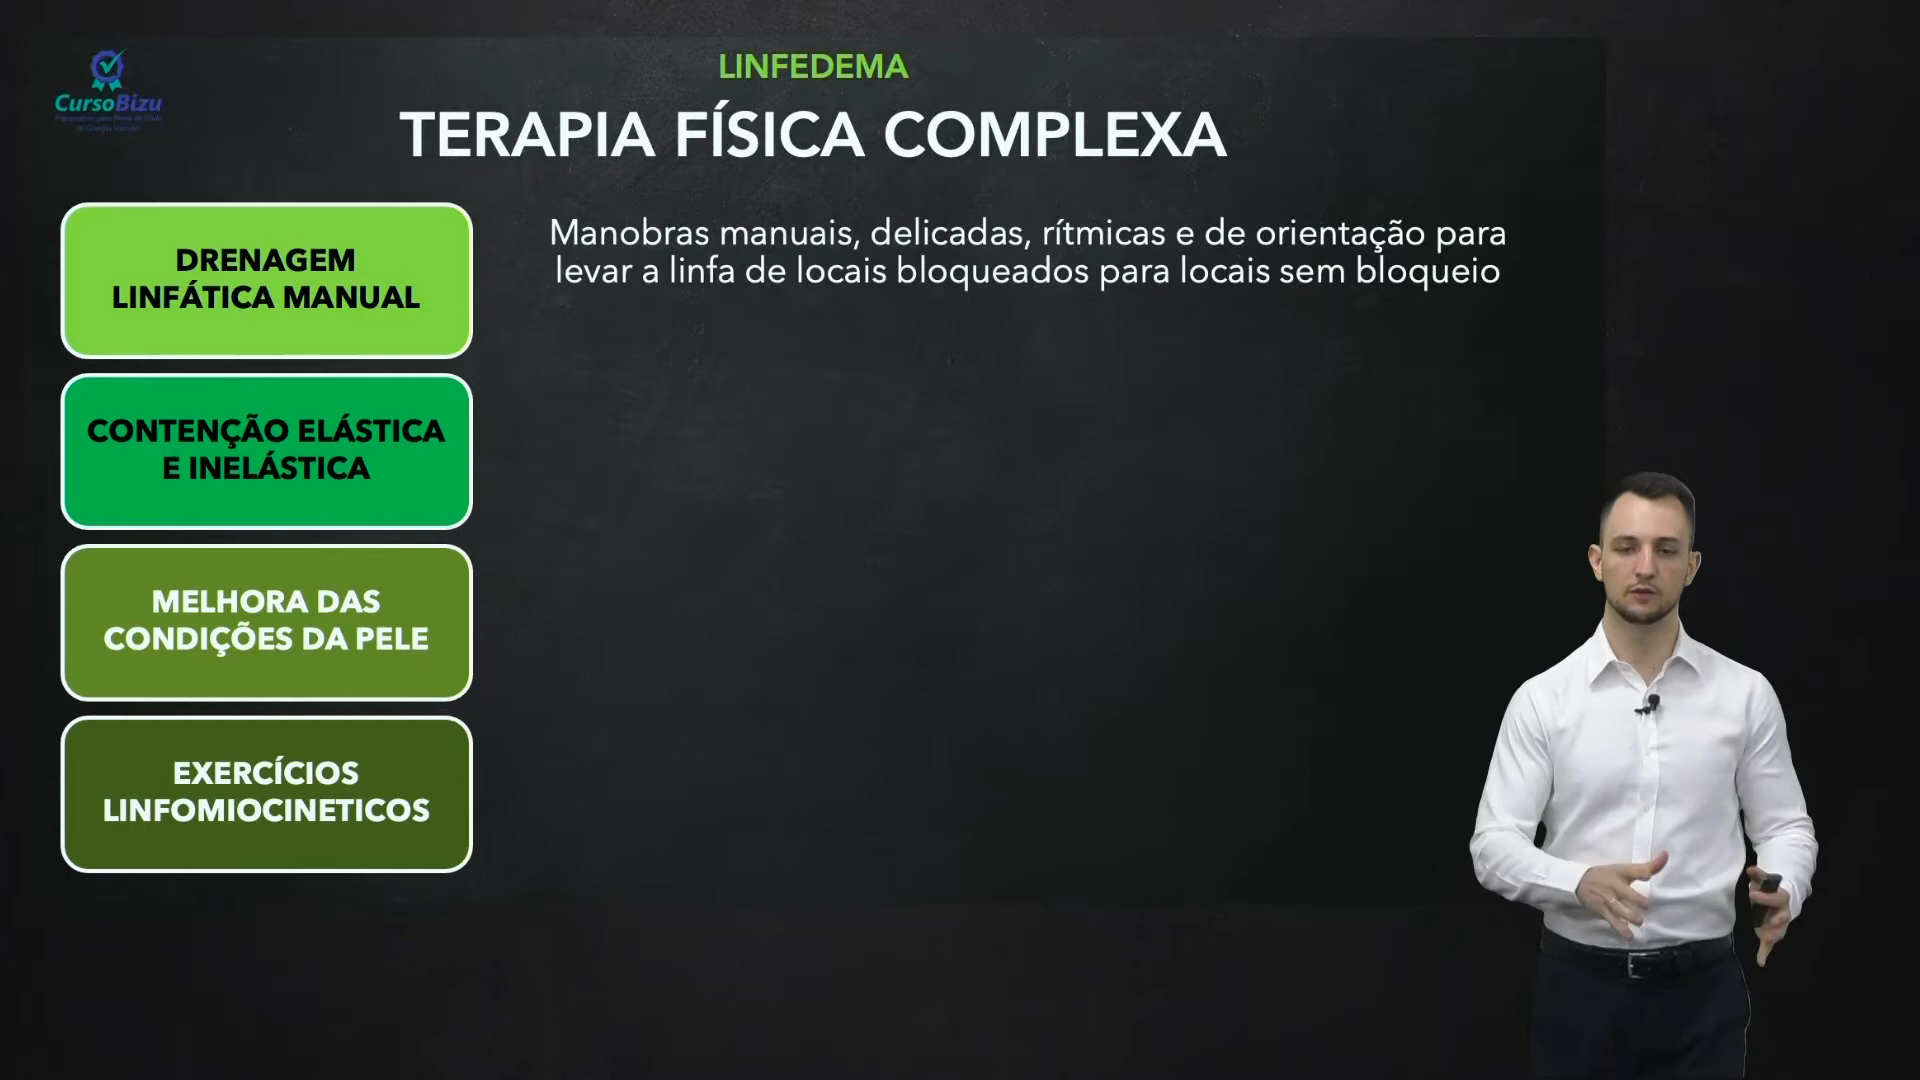 CursoBizu
LINFEDEMA
TERAPIA FÍSICA COMPLEXA
DRENAGEM
LINFÁTICA MANUAL
Manobras manuais, delicadas, rítmicas e de orientação para
levar a linfa de locais bloqueados para locais sem bloqueio
CONTENÇÃO ELÁSTICA
E INELÁSTICA
MELHORA DAS
CONDIÇÕES DA PELE
EXERCÍCIOS
LINFOMIOCINETICOS